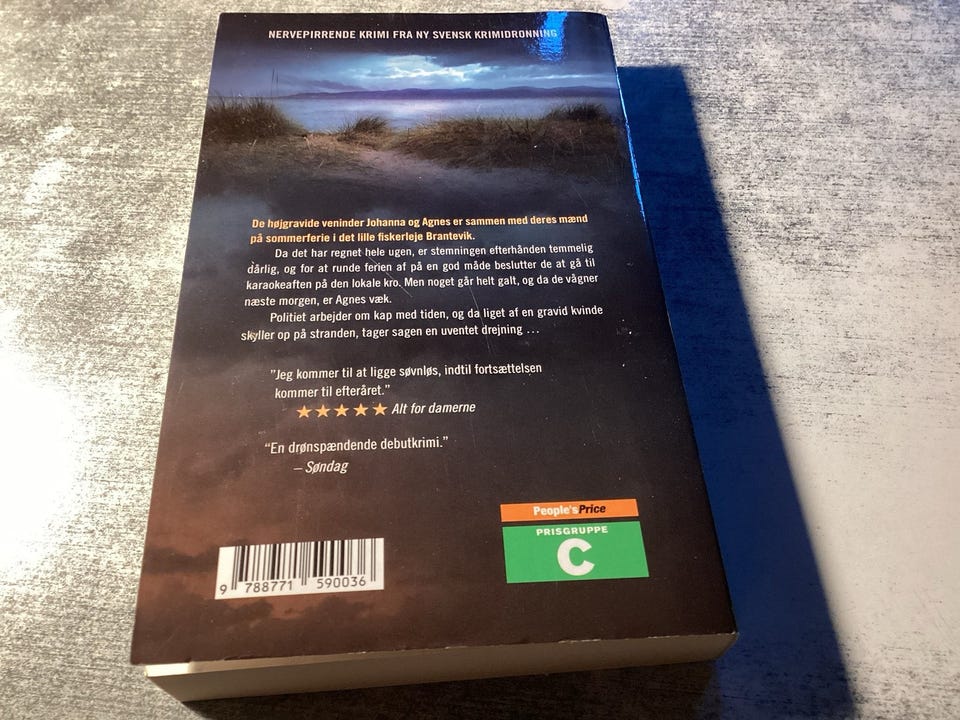 NERVEPIRRENDE KRIMI FRA NY SVENSK KRIMIDRONNING
De højgravide veninder Johanna og Agnes er sammen med deres mænd
på sommerferie i det lille fiskerleje Brantevik.
Da det har regnet hele ugen, er stemningen efterhånden temmelig
dårlig, og for at runde ferien af på en god måde beslutter de at gå til
karaokeaften på den lokale kro. Men noget går helt galt, og da de vågner
næste morgen, er Agnes væk.
Politiet arbejder om kap med tiden, og da liget af en gravid kvinde
skyller op på stranden, tager sagen en uventet drejning ...
"Jeg kommer til at ligge søvnløs, indtil fortsættelsen
kommer til efteråret."
★★★★★ Alt for damerne
"En drønspændende debutkrimi."
– Søndag
People'sPrice
PRISGRUPPE
C
9 788771 590036